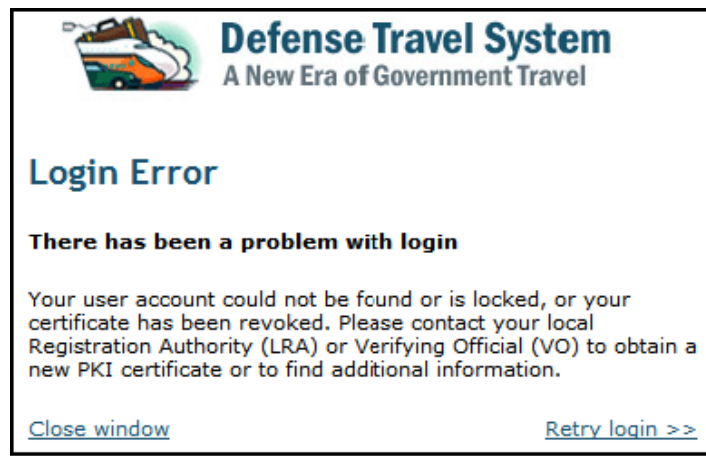 Defense Travel System
A New Era of Government Travel
Login Error
There has been a problem with login
Your user account could not be found or is locked, or your
certificate has been revoked. Please contact your local
Registration Authority (LRA) or Verifying Official (VO) to obtain a
new PKI certificate or to find additional information.
Close window
Retry login >>